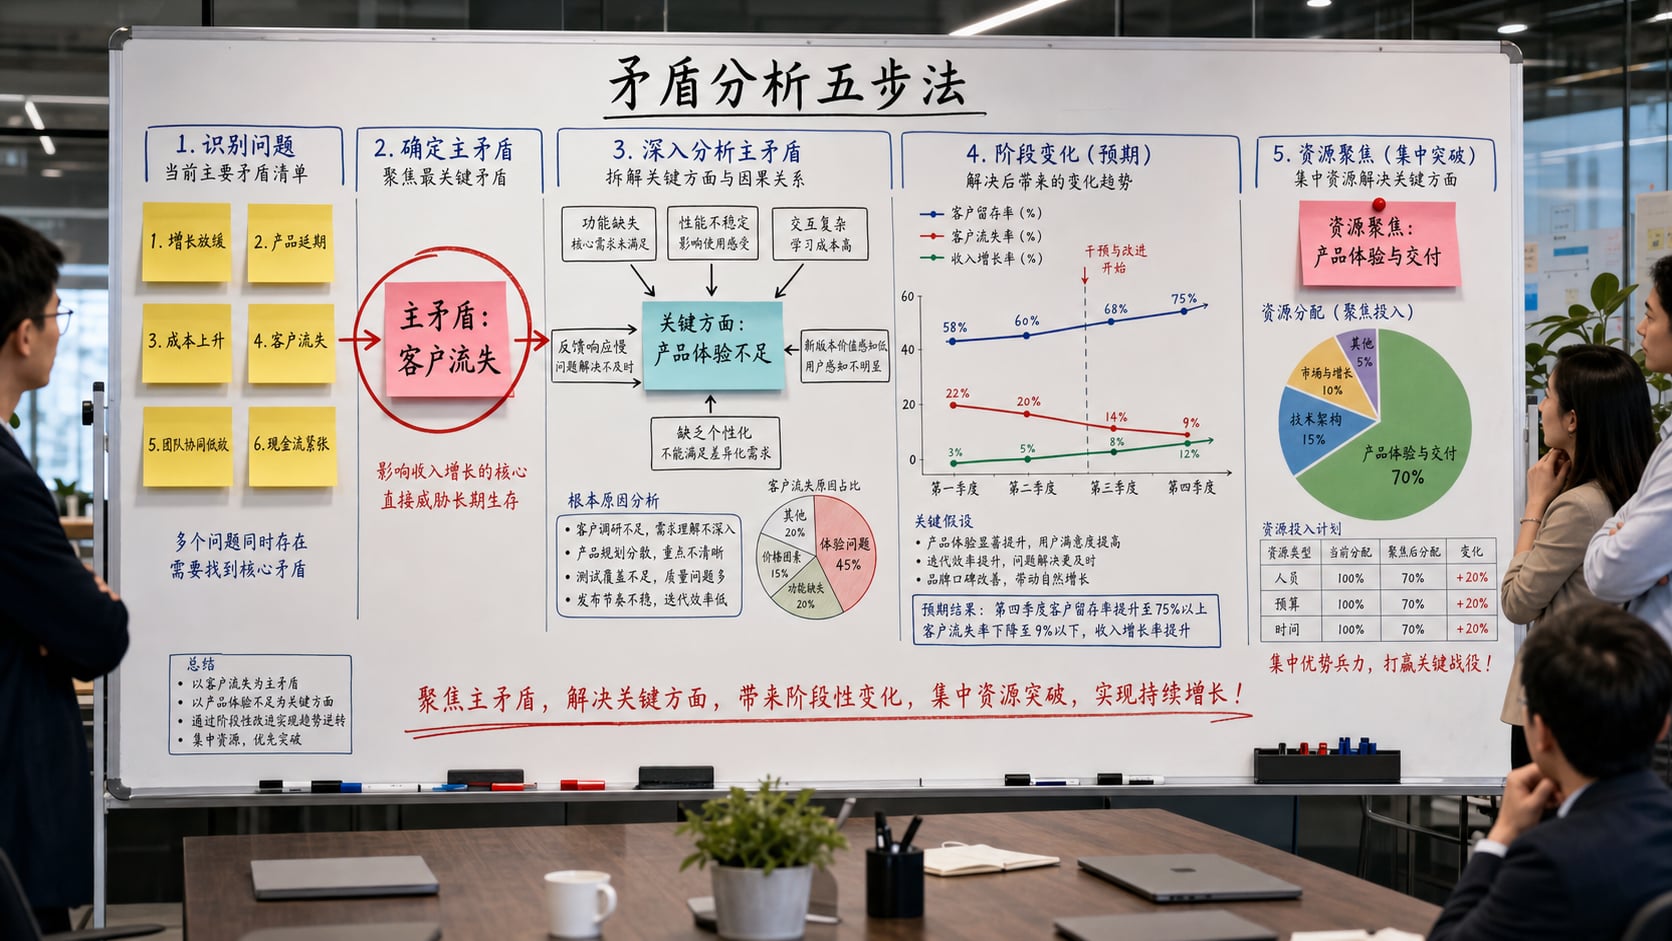 矛盾分析五步法
1. 识别问题
当前主要矛盾清单
1. 增长放缓
2. 产品延期
3. 成本上升
4. 客户流失
5. 团队协同低效
6. 现金流紧张
多个问题同时存在
需要找到核心矛盾
2. 确定主矛盾
聚焦最关键矛盾
主矛盾：
客户流失
影响收入增长的核心
直接威胁长期生存
3. 深入分析主矛盾
拆解关键方面与因果关系
功能缺失
核心需求未满足
性能不稳定
影响使用感受
交互复杂
学习成本高
反馈响应慢
问题解决不及时
关键方面：
产品体验不足
新版本价值感知低
用户感知不明显
缺乏个性化
不能满足差异化需求
根本原因分析
• 客户调研不足，需求理解不深入
• 产品规划分散，重点不清晰
• 测试覆盖不足，质量问题多
• 发布节奏不稳，迭代效率低
客户流失原因占比
其他
20%
体验问题
45%
价格因素
15%
功能缺失
20%
4. 阶段变化（预期）
解决后带来的变化趋势
客户留存率（%）
客户流失率（%）
收入增长率（%）
干预与改进
开始
60
40
20
0
58%
60%
68%
75%
22%
20%
14%
9%
3%
5%
8%
12%
第一季度
第二季度
第三季度
第四季度
关键假设
• 产品体验显著提升，用户满意度提高
• 迭代效率提升，问题解决更及时
• 品牌口碑改善，带动自然增长
预期结果：第四季度客户留存率提升至75%以上
客户流失率下降至9%以下，收入增长率提升
5. 资源聚焦（集中突破）
集中资源解决关键方面
资源聚焦：
产品体验与交付
资源分配（聚焦投入）
其他
5%
市场与增长
10%
技术架构
15%
产品体验与交付
70%
资源投入计划
资源类型 当前分配 聚焦后分配 变化
人员 100% 70% +20%
预算 100% 70% +20%
时间 100% 70% +20%
集中优势兵力，打赢关键战役！
总结
• 以客户流失为主矛盾
• 以产品体验不足为关键方面
• 通过阶段性改进实现趋势逆转
• 集中资源，优先突破
聚焦主矛盾，解决关键方面，带来阶段性变化，集中资源突破，实现持续增长！